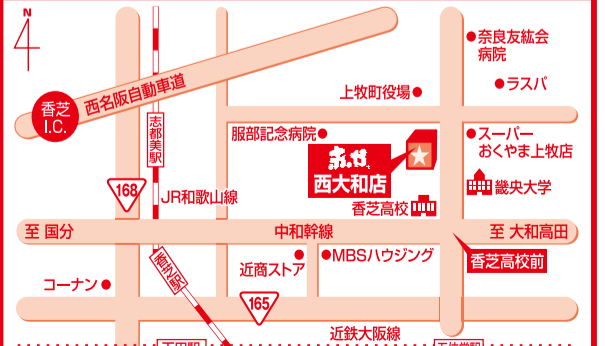 N
奈良友紘会
病院
ラスパ
西名阪自動車道
香芝
I.C.
上牧町役場
志都美駅
服部記念病院
スーパー
おくやま上牧店
西大和店
畿央大学
168
JR和歌山線
香芝高校
至 国分
中和幹線
至 大和高田
香芝高校前
香芝駅
近商ストア
MBSハウジング
コーナン
165
近鉄大阪線